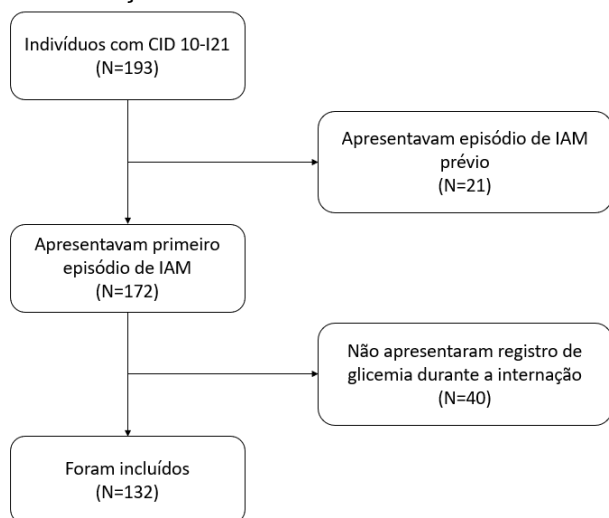 Indivíduos com CID 10-I21
(N=193)
Apresentavam episódio de IAM
prévio
(N=21)
Apresentavam primeiro
episódio de IAM
(N=172)
Não apresentaram registro de
glicemia durante a internação
(N=40)
Foram incluídos
(N=132)